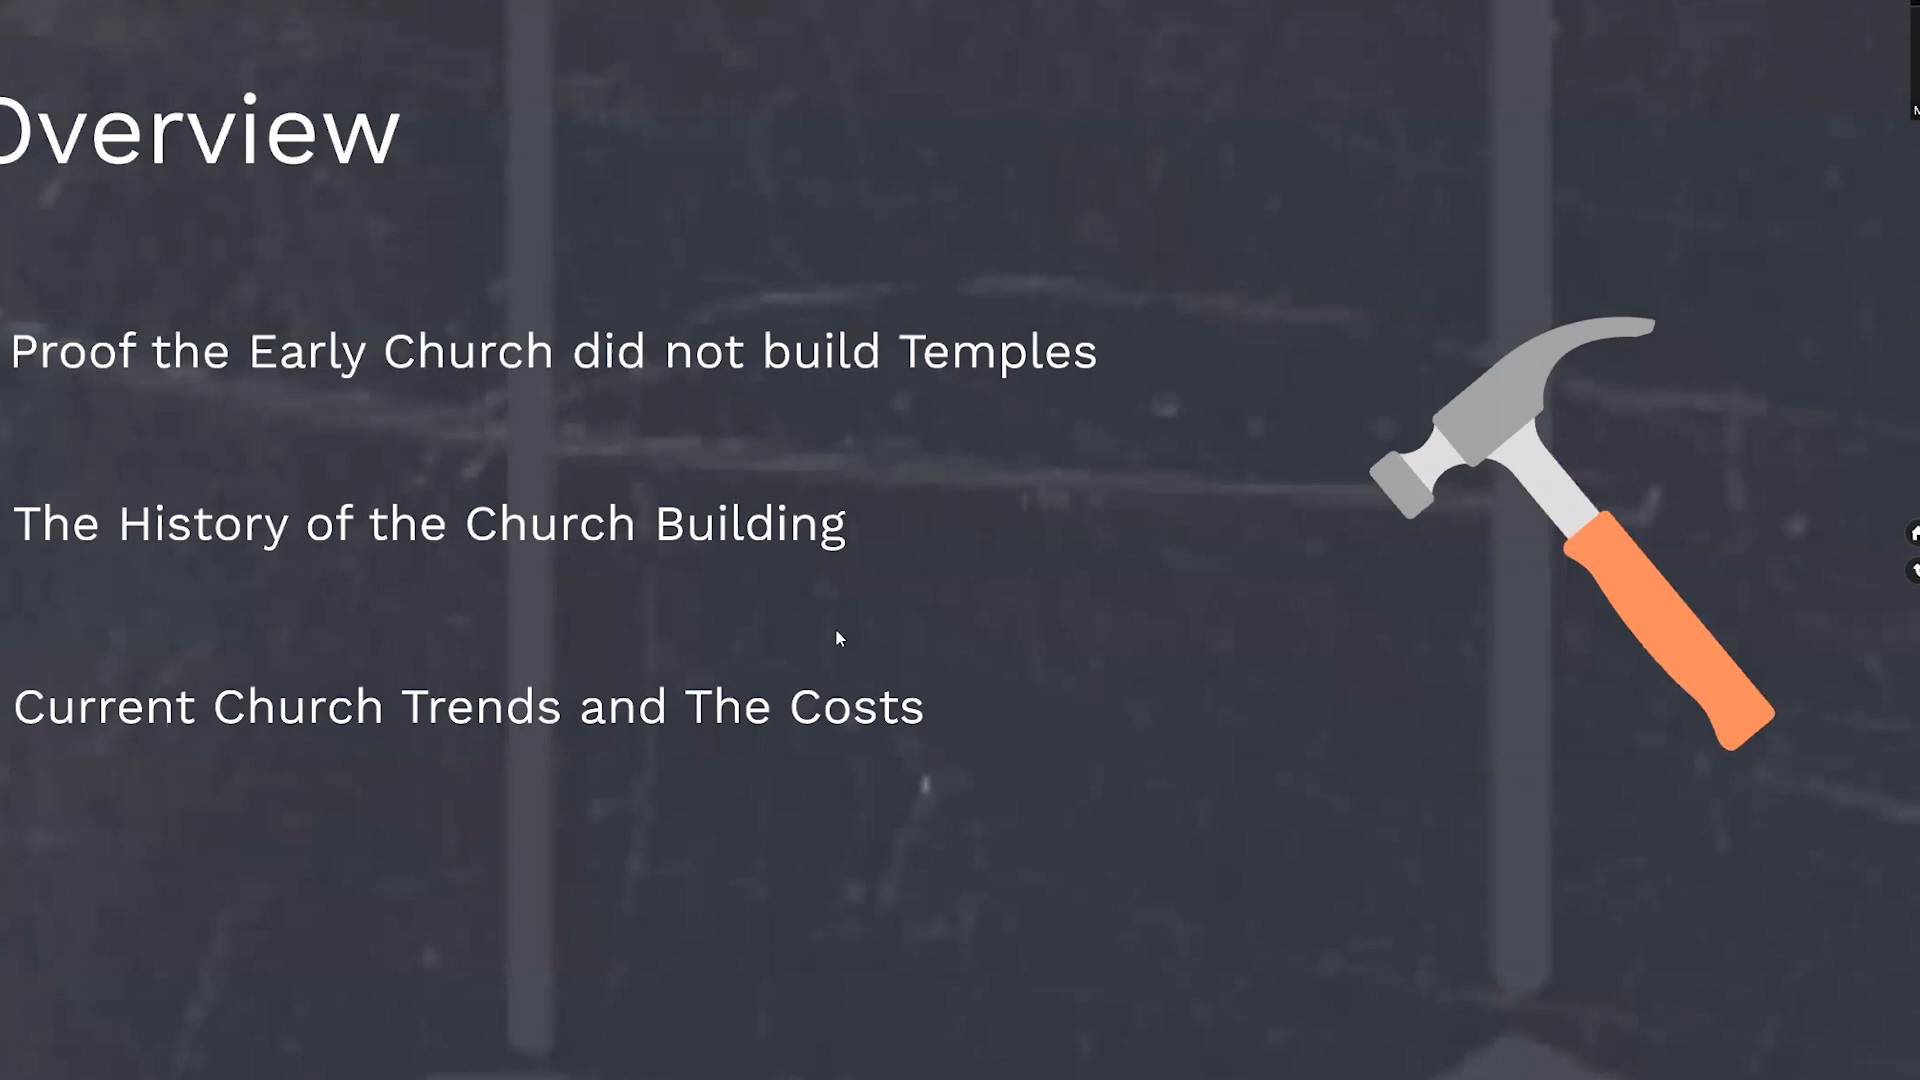 Overview
Proof the Early Church did not build Temples
The History of the Church Building
Current Church Trends and The Costs